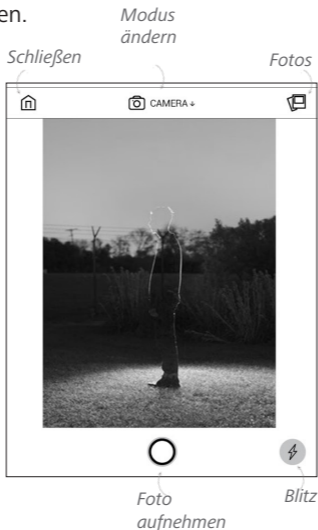 en.
Modus
ändern
Schließen
Fotos
CAMERA ↓
Foto
aufnehmen
Blitz